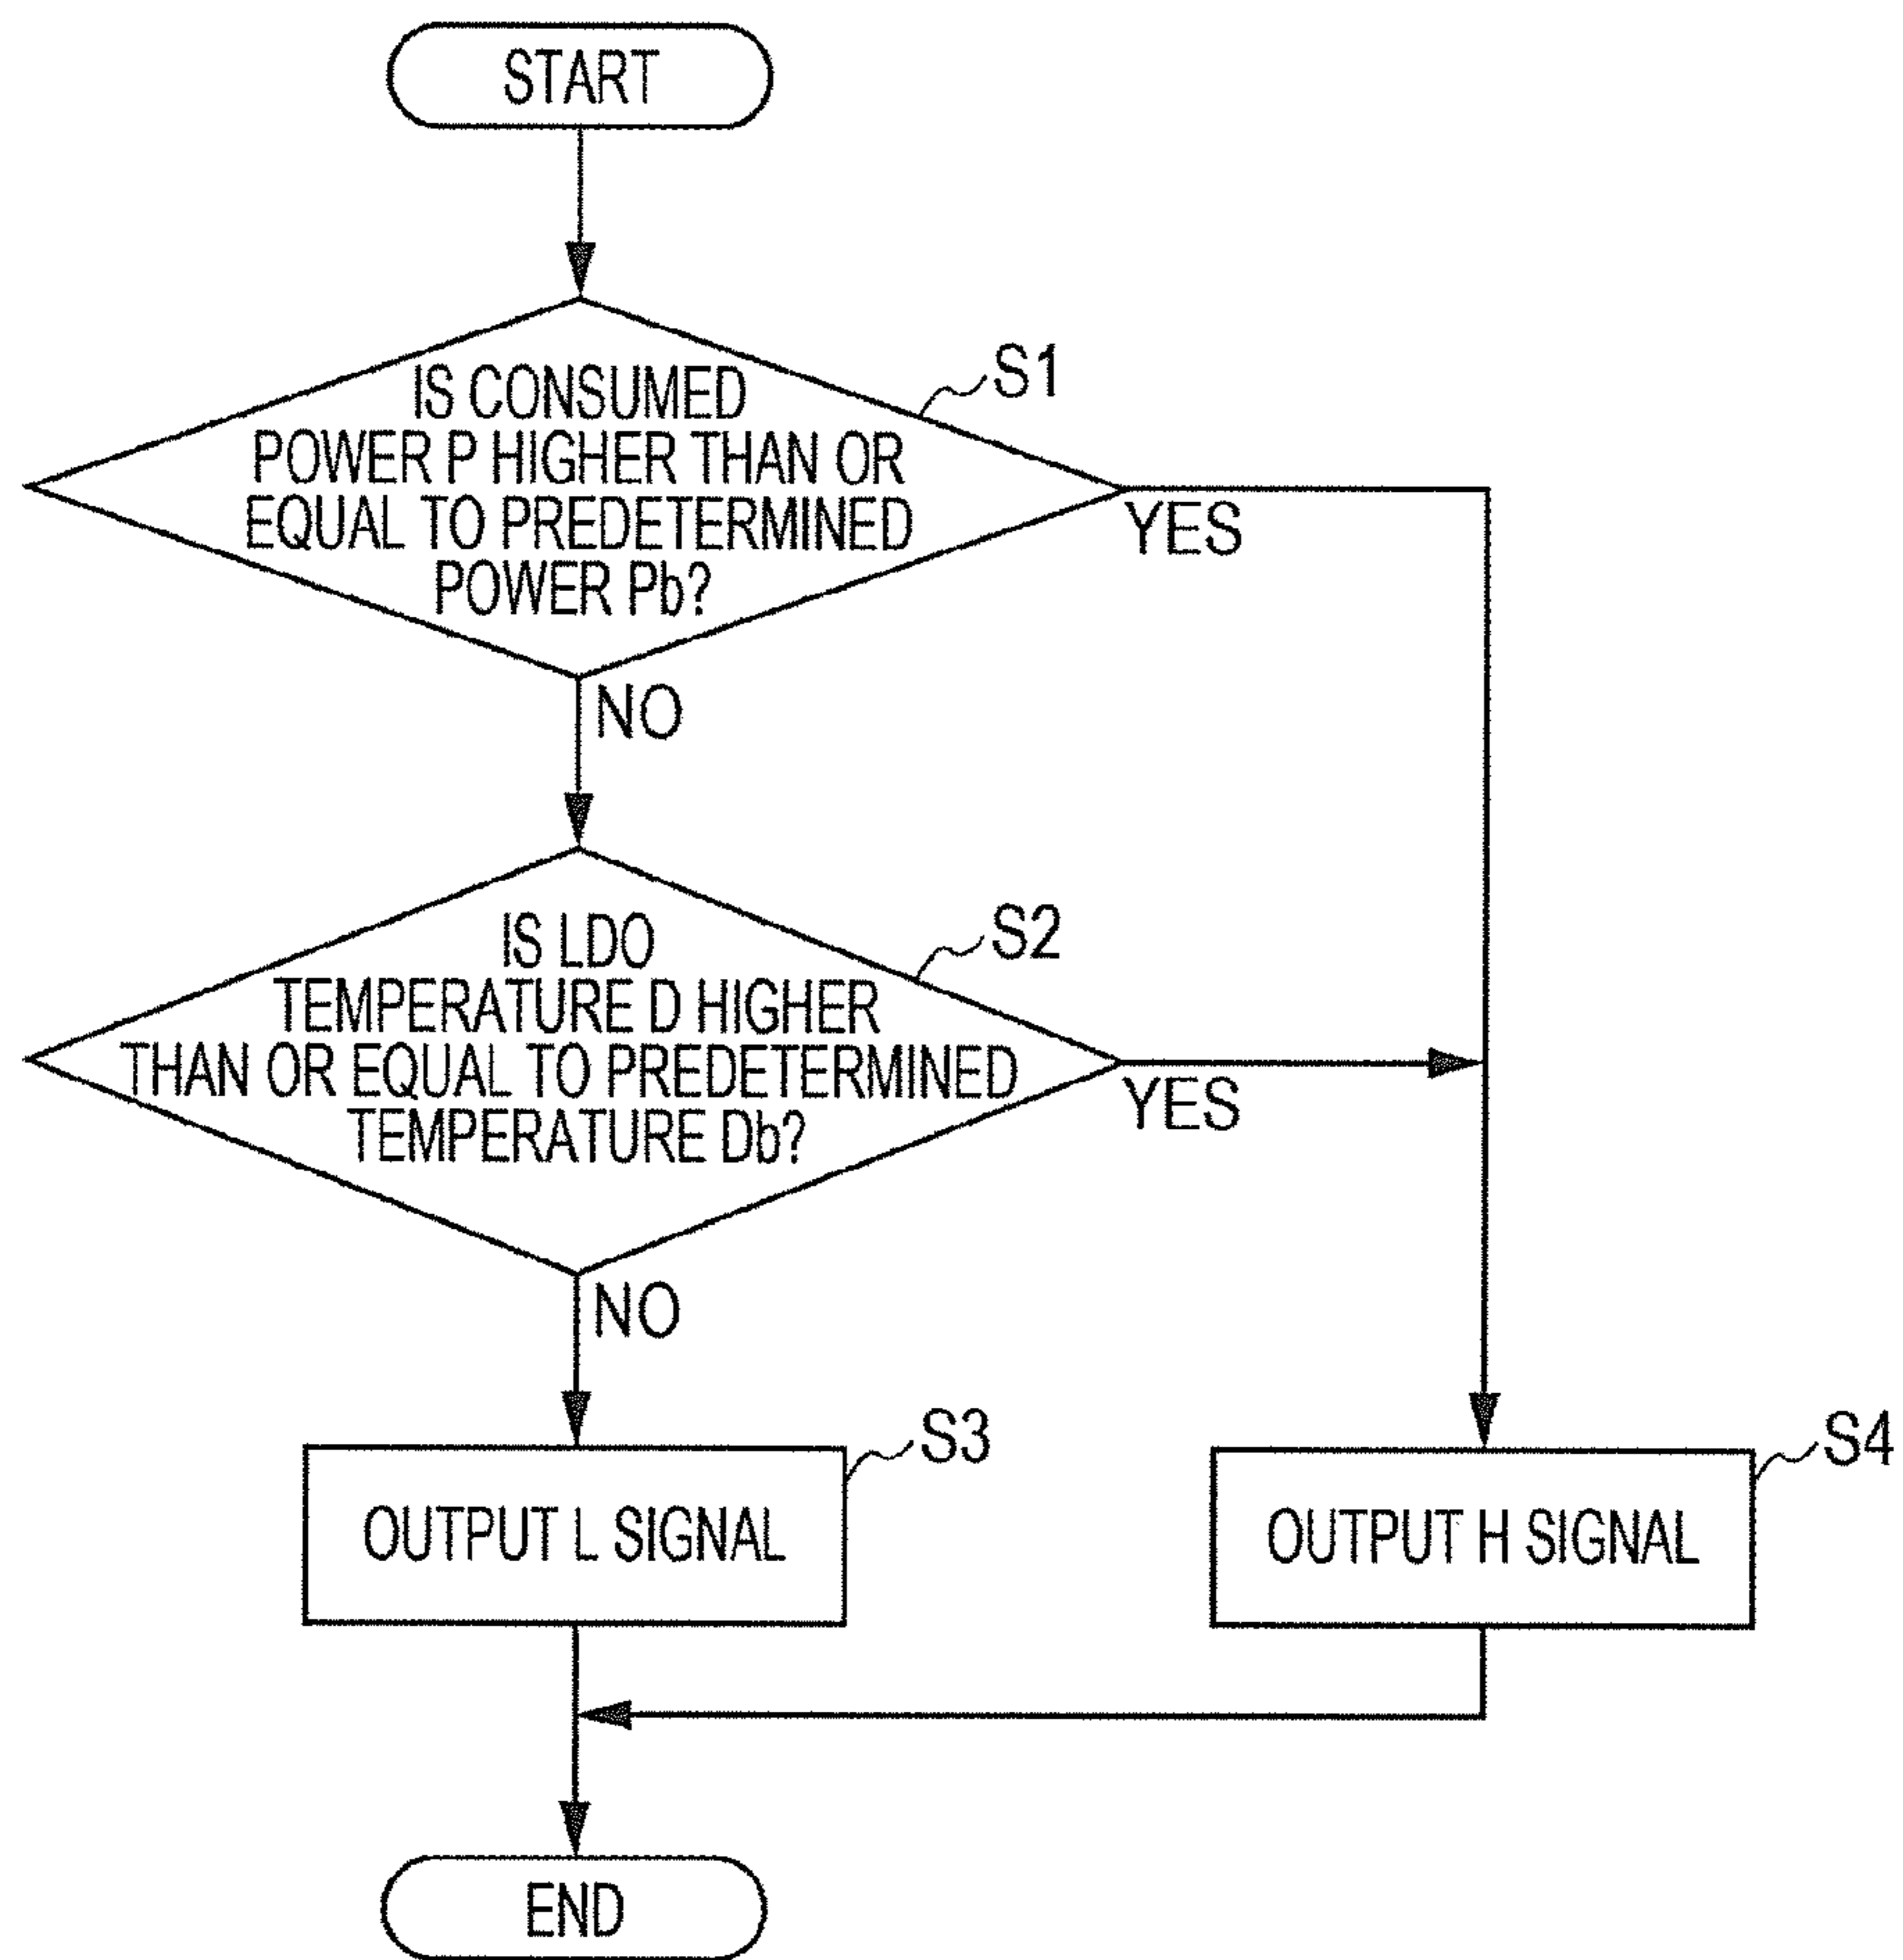 START
IS CONSUMED
POWER P HIGHER THAN OR
EQUAL TO PREDETERMINED
POWER Pb?
S1
YES
NO
IS LDO
TEMPERATURE D HIGHER
THAN OR EQUAL TO PREDETERMINED
TEMPERATURE Db?
S2
YES
NO
OUTPUT L SIGNAL
S3
OUTPUT H SIGNAL
S4
END